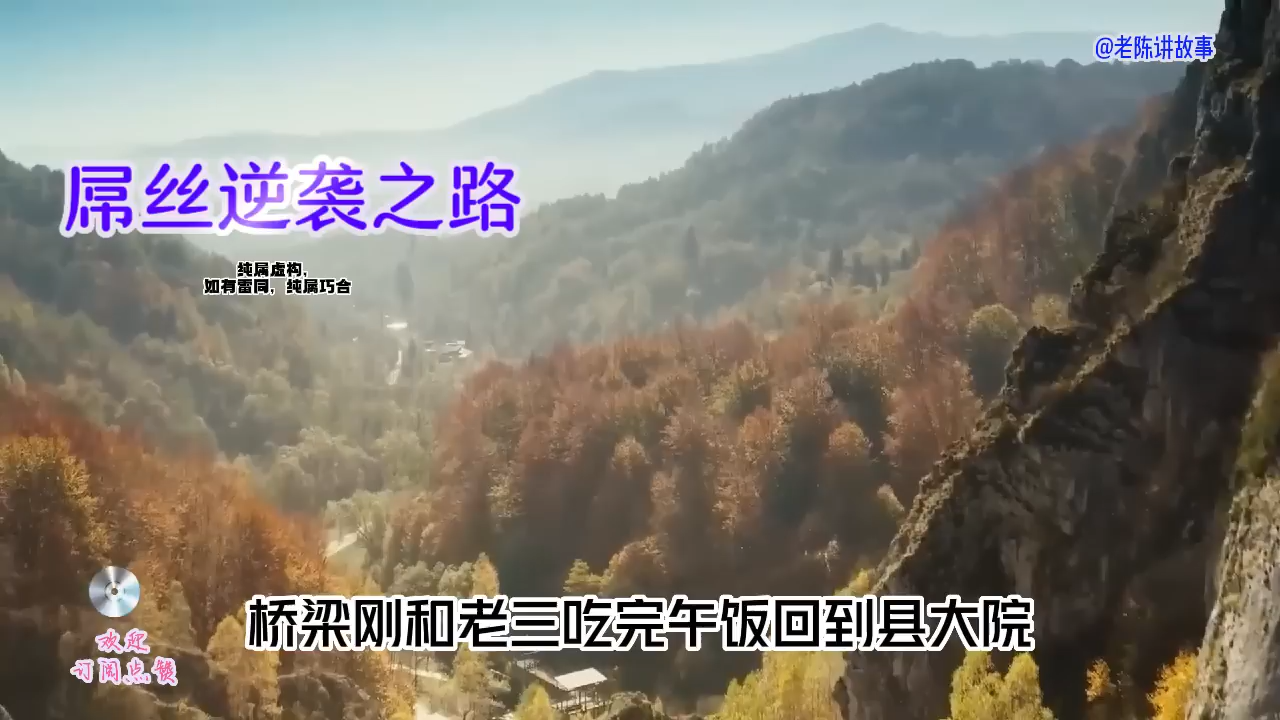 @老陈讲故事
屌丝逆袭之路
纯属虚构，
如有雷同，纯属巧合
桥梁刚和老三吃完午饭回到县大院
欢迎
订阅点赞